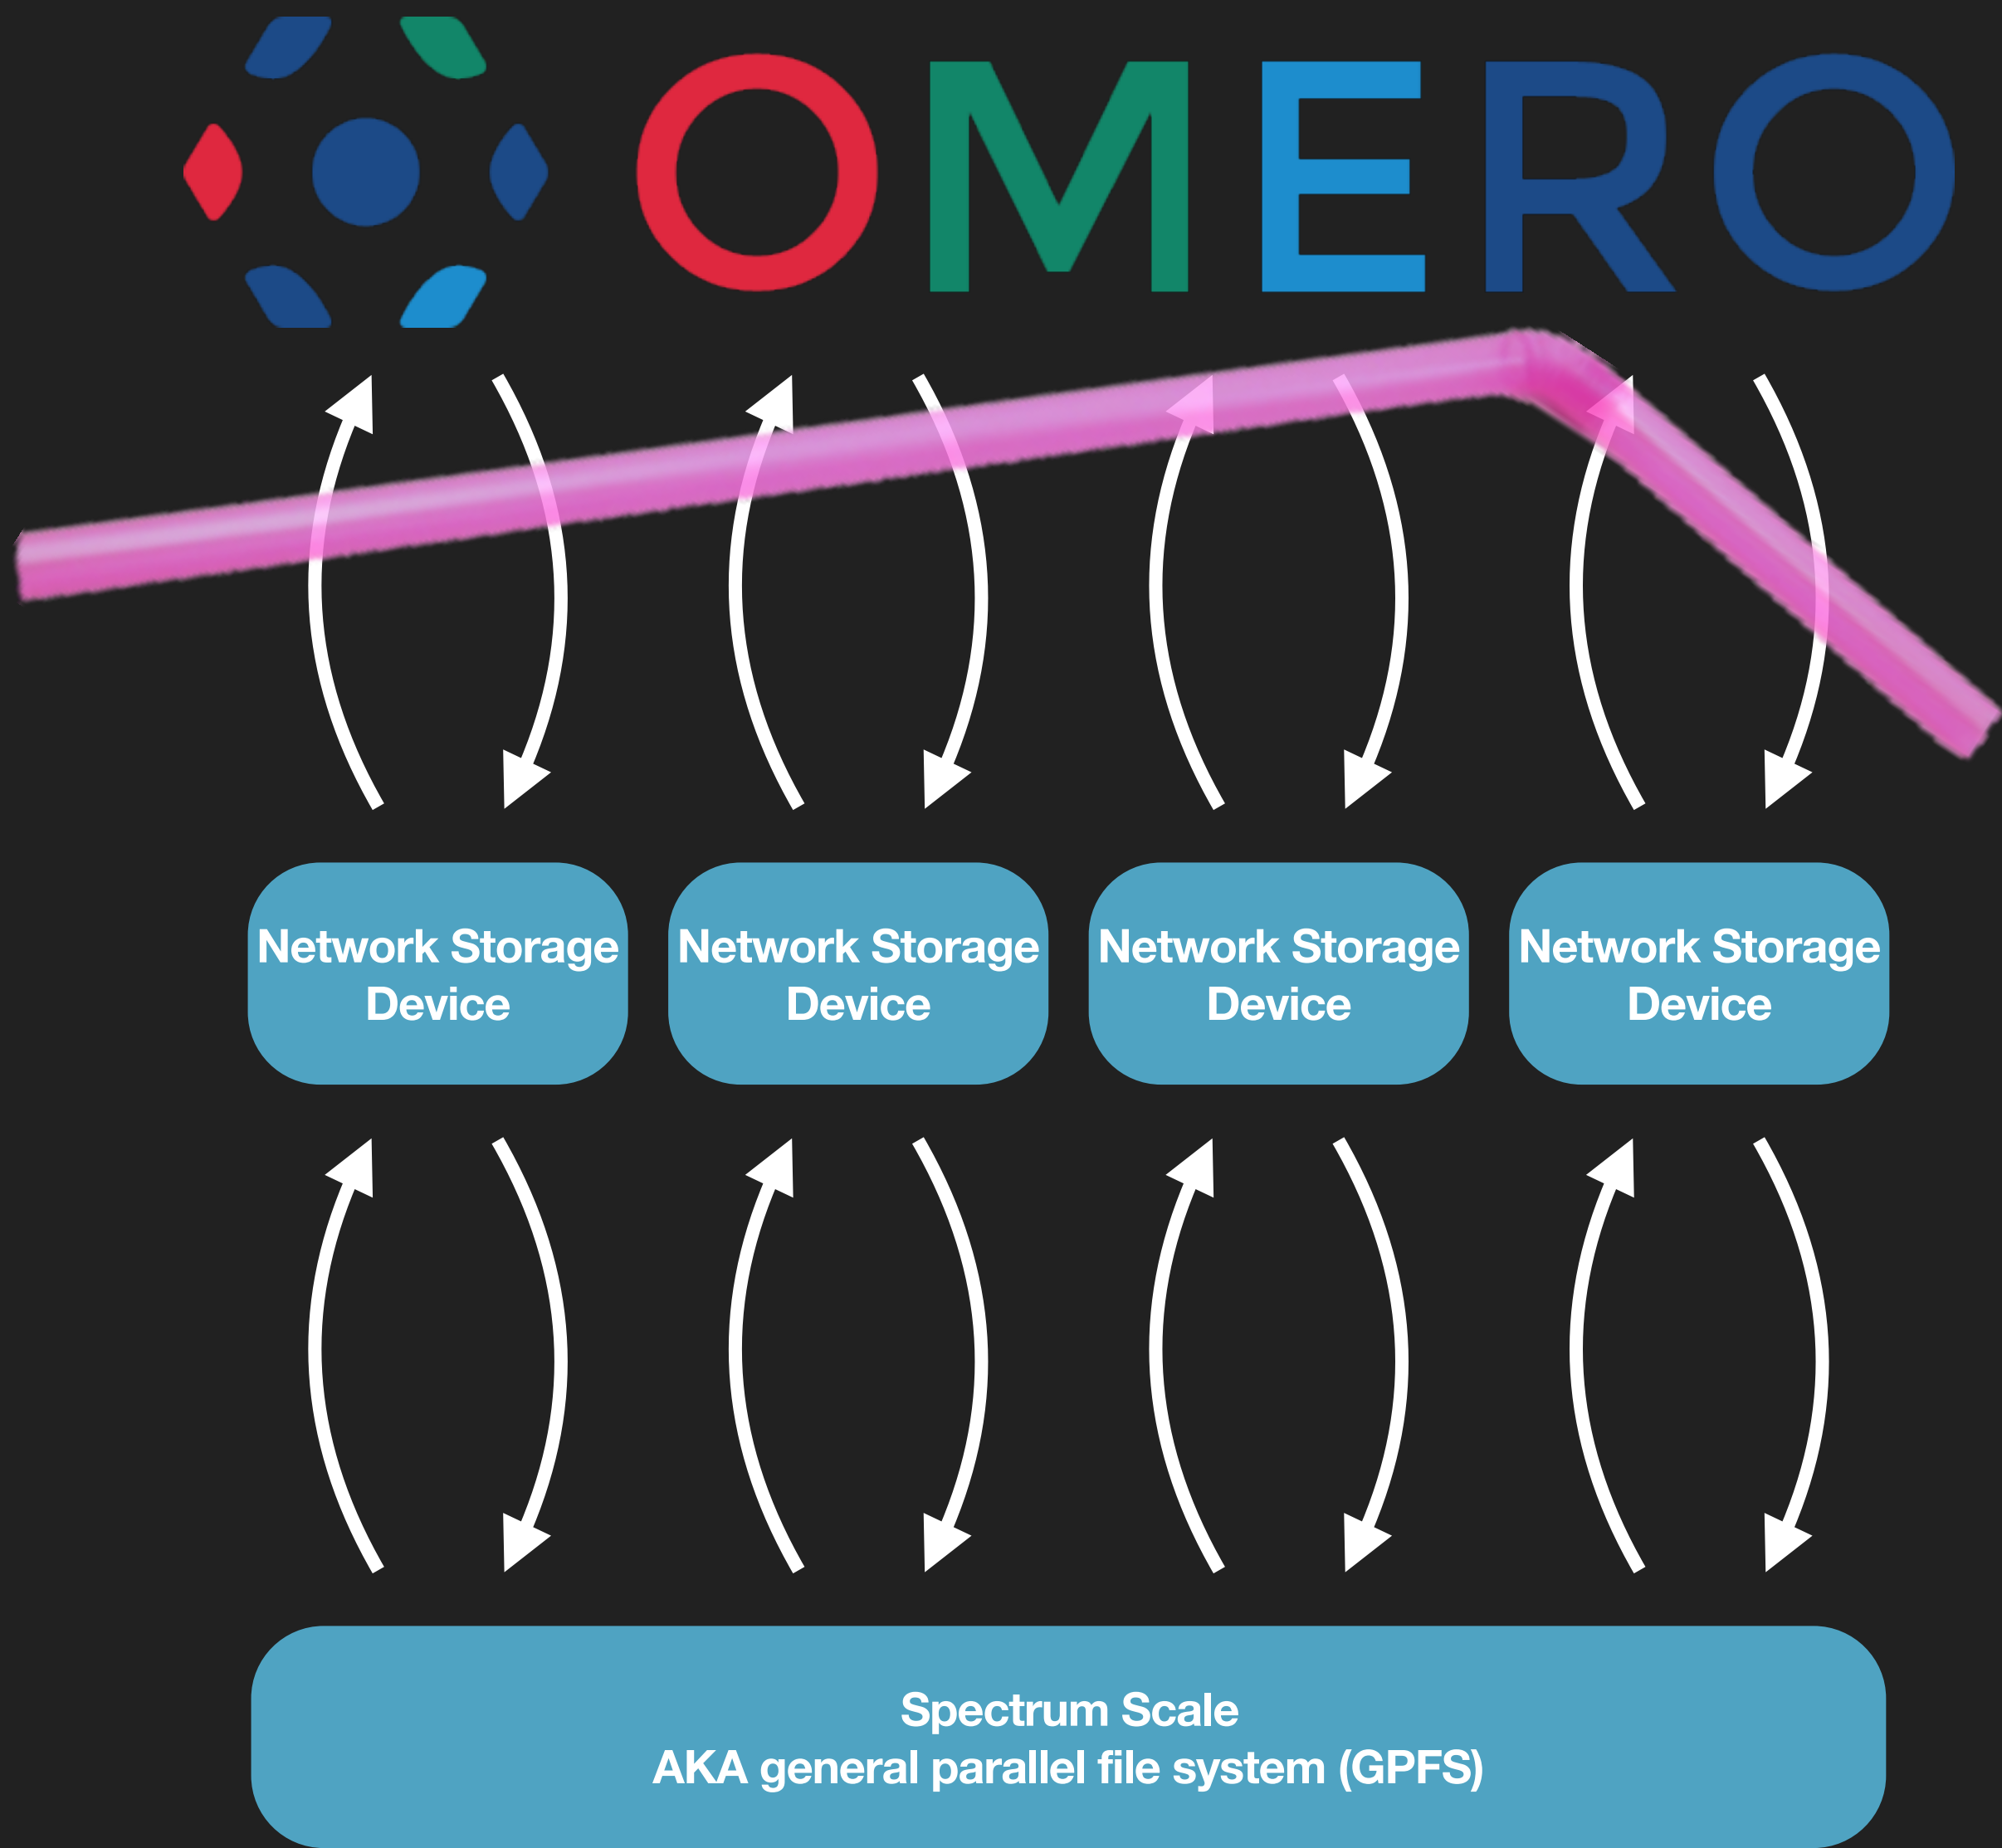 OMERO
Network Storage
Device
Network Storage
Device
Network Storage
Device
Network Storage
Device
Spectrum Scale
AKA general parallel file system (GPFS)